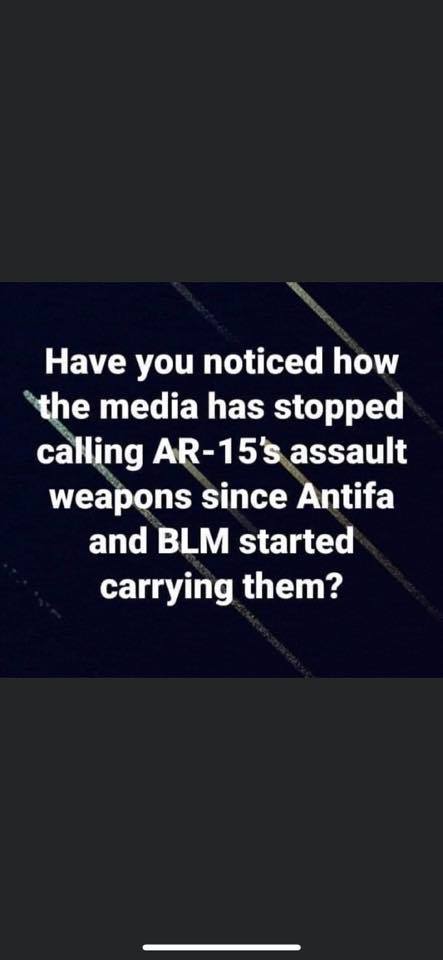 Have you noticed how
the media has stopped
calling AR-15's assault
weapons since Antifa
and BLM started
carrying them?